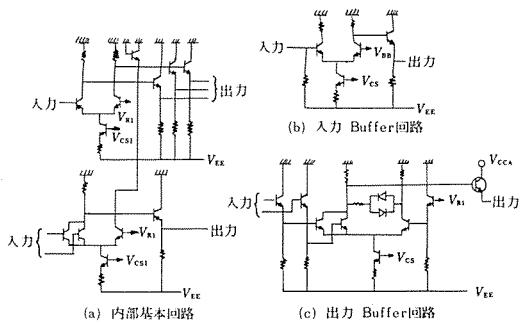 入力
V_R1
V_CS1
出力
V_EE
入力
V_BB
出力
V_CS
V_EE
(b) 入力 Buffer回路
入力
V_R1
出力
V_CS1
V_EE
(a) 内部基本回路
V_CCA
入力
V_R1
出力
V_CS
V_EE
(c) 出力 Buffer回路